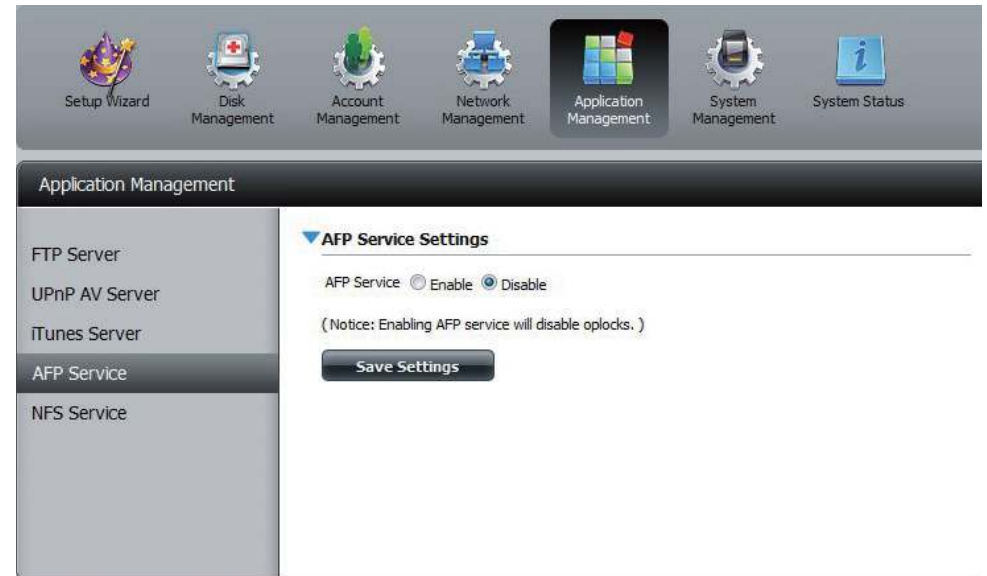 Setup Wizard
Disk
Management
Account
Management
Network
Management
Application
Management
System
Management
System Status
Application Management
FTP Server
UPnP AV Server
iTunes Server
AFP Service
NFS Service
AFP Service Settings
AFP Service Enable Disable
( Notice: Enabling AFP service will disable oplocks. )
Save Settings